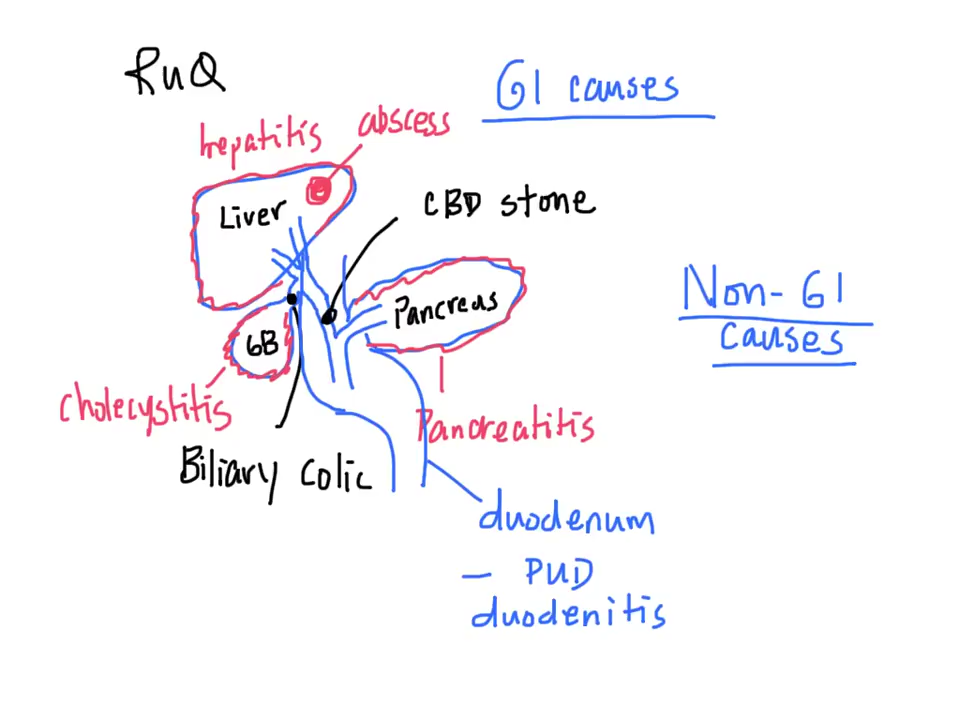 RUQ
GI causes
hepatitis
abscess
Liver
CBD stone
Pancreas
Non-GI
causes
GB
cholecystitis
Pancreatitis
Biliary colic
duodenum
- PUD
duodenitis